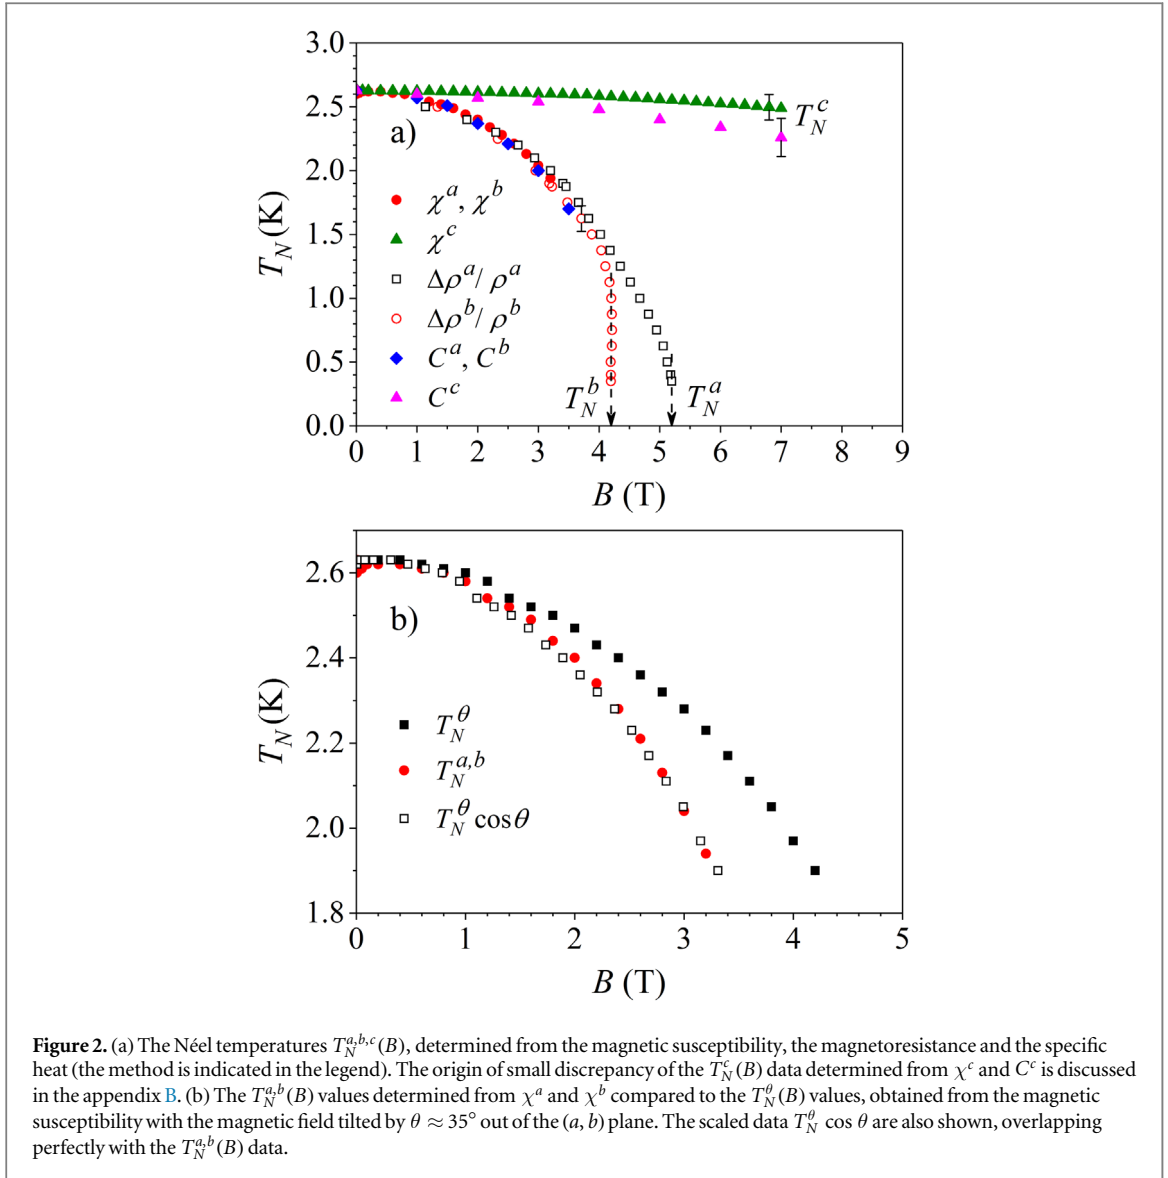 3.0
2.5
2.0
1.5
1.0
0.5
0.0
T_N (K)
a)
T_N^c
χ^a, χ^b
χ^c
Δρ^a/ρ^a
Δρ^b/ρ^b
C^a, C^b
C^c
T_N^b
T_N^a
0 1 2 3 4 5 6 7 8 9
B (T)
2.6
2.4
2.2
2.0
1.8
T_N (K)
b)
T_N^θ
T_N^{a,b}
T_N^θ cosθ
0 1 2 3 4 5
B (T)
Figure 2. (a) The Néel temperatures T_N^{a,b,c}(B), determined from the magnetic susceptibility, the magnetoresistance and the specific
heat (the method is indicated in the legend). The origin of small discrepancy of the T_N^c(B) data determined from χ^c and C^c is discussed
in the appendix B. (b) The T_N^{a,b}(B) values determined from χ^a and χ^b compared to the T_N^θ(B) values, obtained from the magnetic
susceptibility with the magnetic field tilted by θ ≈ 35° out of the (a, b) plane. The scaled data T_N^θ cos θ are also shown, overlapping
perfectly with the T_N^{a,b}(B) data.